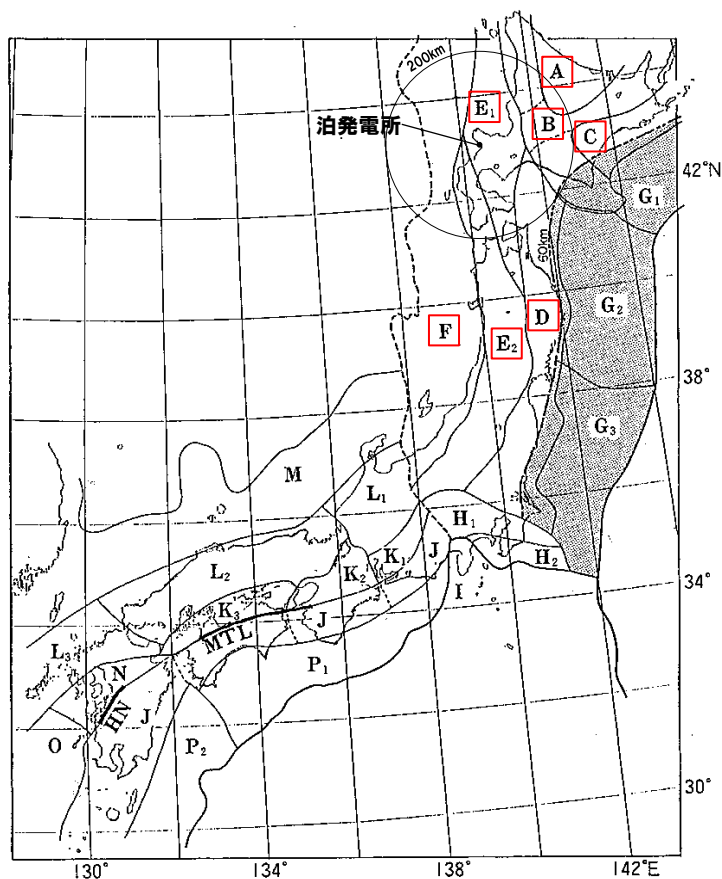 200km
A
E₁
泊発電所
B
C
42°N
G₁
60km
G₂
F
D
E₂
38°
G₃
M
L₁
H₁
L₂
K₁
J
H₂
K₂
34°
I
K₃
J
MTL
L₃
P₁
N
HN
J
O
P₂
30°
130°
134°
138°
142°E